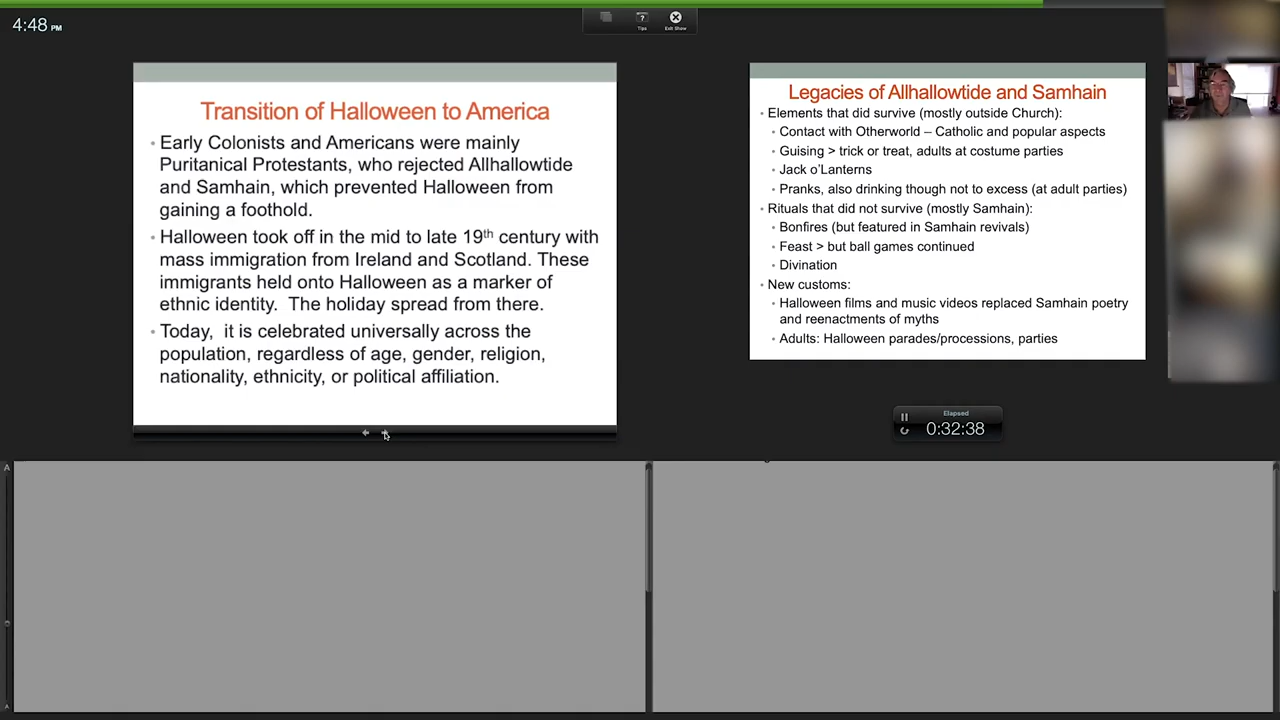 4:48 PM
Tips
Exit Show
Transition of Halloween to America
• Early Colonists and Americans were mainly
Puritanical Protestants, who rejected Allhallowtide
and Samhain, which prevented Halloween from
gaining a foothold.
• Halloween took off in the mid to late 19th century with
mass immigration from Ireland and Scotland. These
immigrants held onto Halloween as a marker of
ethnic identity. The holiday spread from there.
• Today, it is celebrated universally across the
population, regardless of age, gender, religion,
nationality, ethnicity, or political affiliation.
Legacies of Allhallowtide and Samhain
• Elements that did survive (mostly outside Church):
• Contact with Otherworld – Catholic and popular aspects
• Guising > trick or treat, adults at costume parties
• Jack o'Lanterns
• Pranks, also drinking though not to excess (at adult parties)
• Rituals that did not survive (mostly Samhain):
• Bonfires (but featured in Samhain revivals)
• Feast > but ball games continued
• Divination
• New customs:
• Halloween films and music videos replaced Samhain poetry
and reenactments of myths
• Adults: Halloween parades/processions, parties
Elapsed
0:32:38
A
A